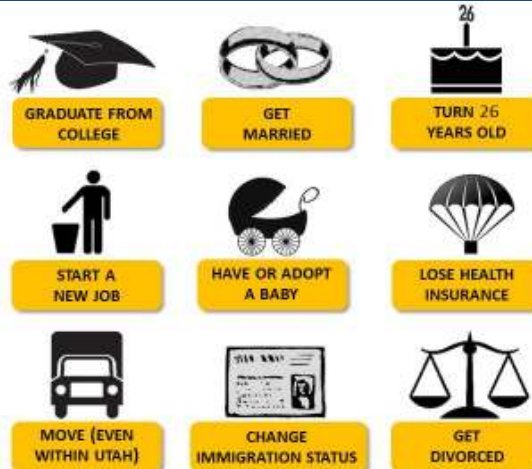 26
GRADUATE FROM
COLLEGE
GET
MARRIED
TURN 26
YEARS OLD
START A
NEW JOB
HAVE OR ADOPT
A BABY
LOSE HEALTH
INSURANCE
MOVE (EVEN
WITHIN UTAH)
CHANGE
IMMIGRATION STATUS
GET
DIVORCED